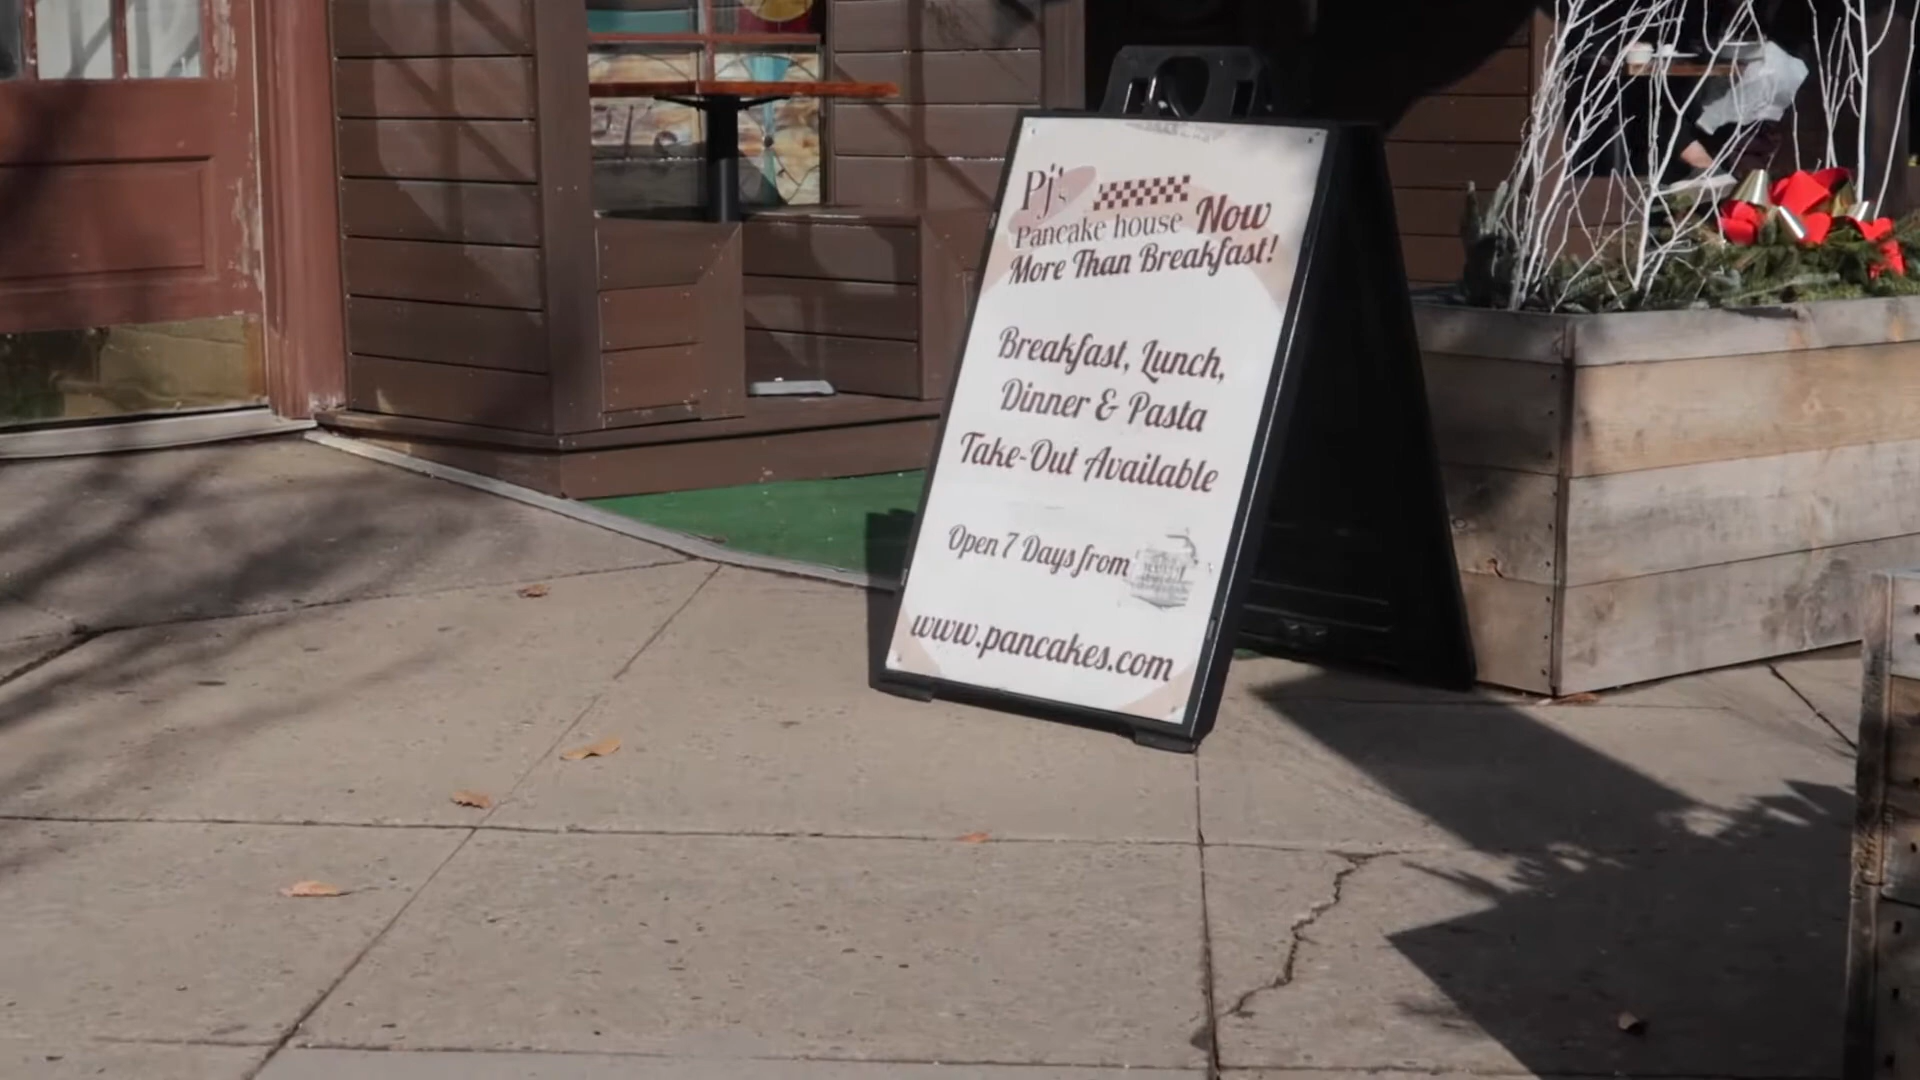 Pj's
Pancake house Now
More Than Breakfast!
Breakfast, Lunch,
Dinner & Pasta
Take-Out Available
Open 7 Days from
www.pancakes.com